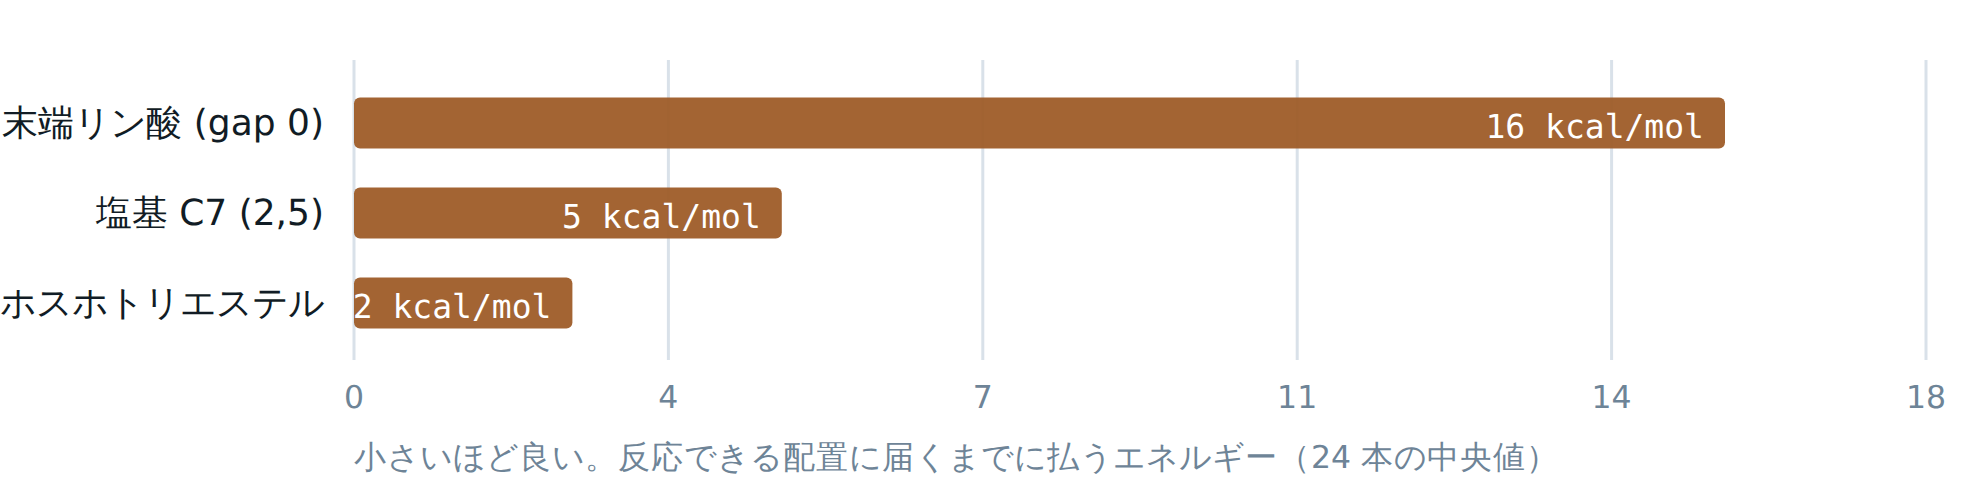 末端リン酸 (gap 0)
16 kcal/mol
塩基 C7 (2,5)
5 kcal/mol
ホスホトリエステル
2 kcal/mol
0 4 7 11 14 18
小さいほど良い。反応できる配置に届くまでに払うエネルギー（24 本の中央値）